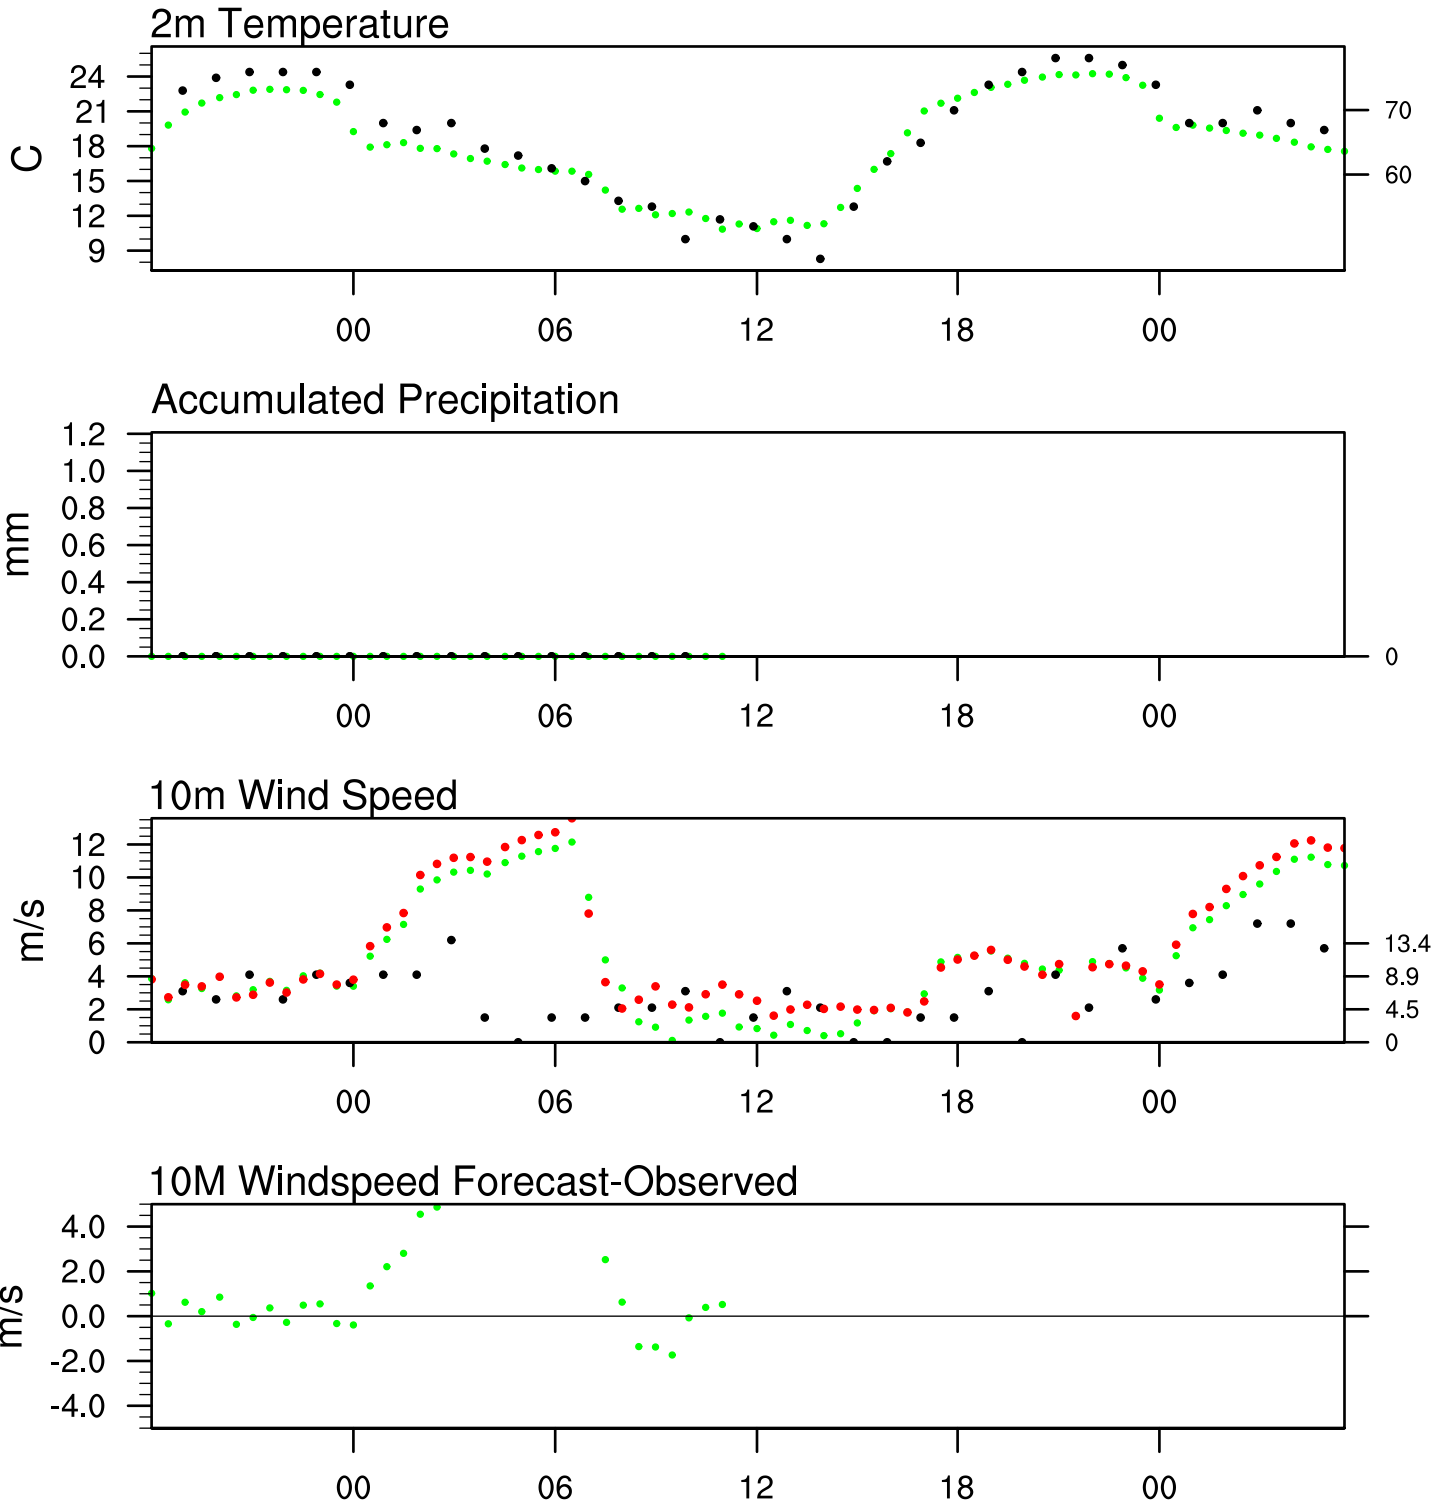 2m Temperature
24
21
18
15
12
9
C
70
60
00 06 12 18 00
Accumulated Precipitation
1.2
1.0
0.8
0.6
0.4
0.2
0.0
mm
0
00 06 12 18 00
10m Wind Speed
12
10
8
6
4
2
0
m/s
13.4
8.9
4.5
0
00 06 12 18 00
10M Windspeed Forecast-Observed
4.0
2.0
0.0
-2.0
-4.0
m/s
00 06 12 18 00